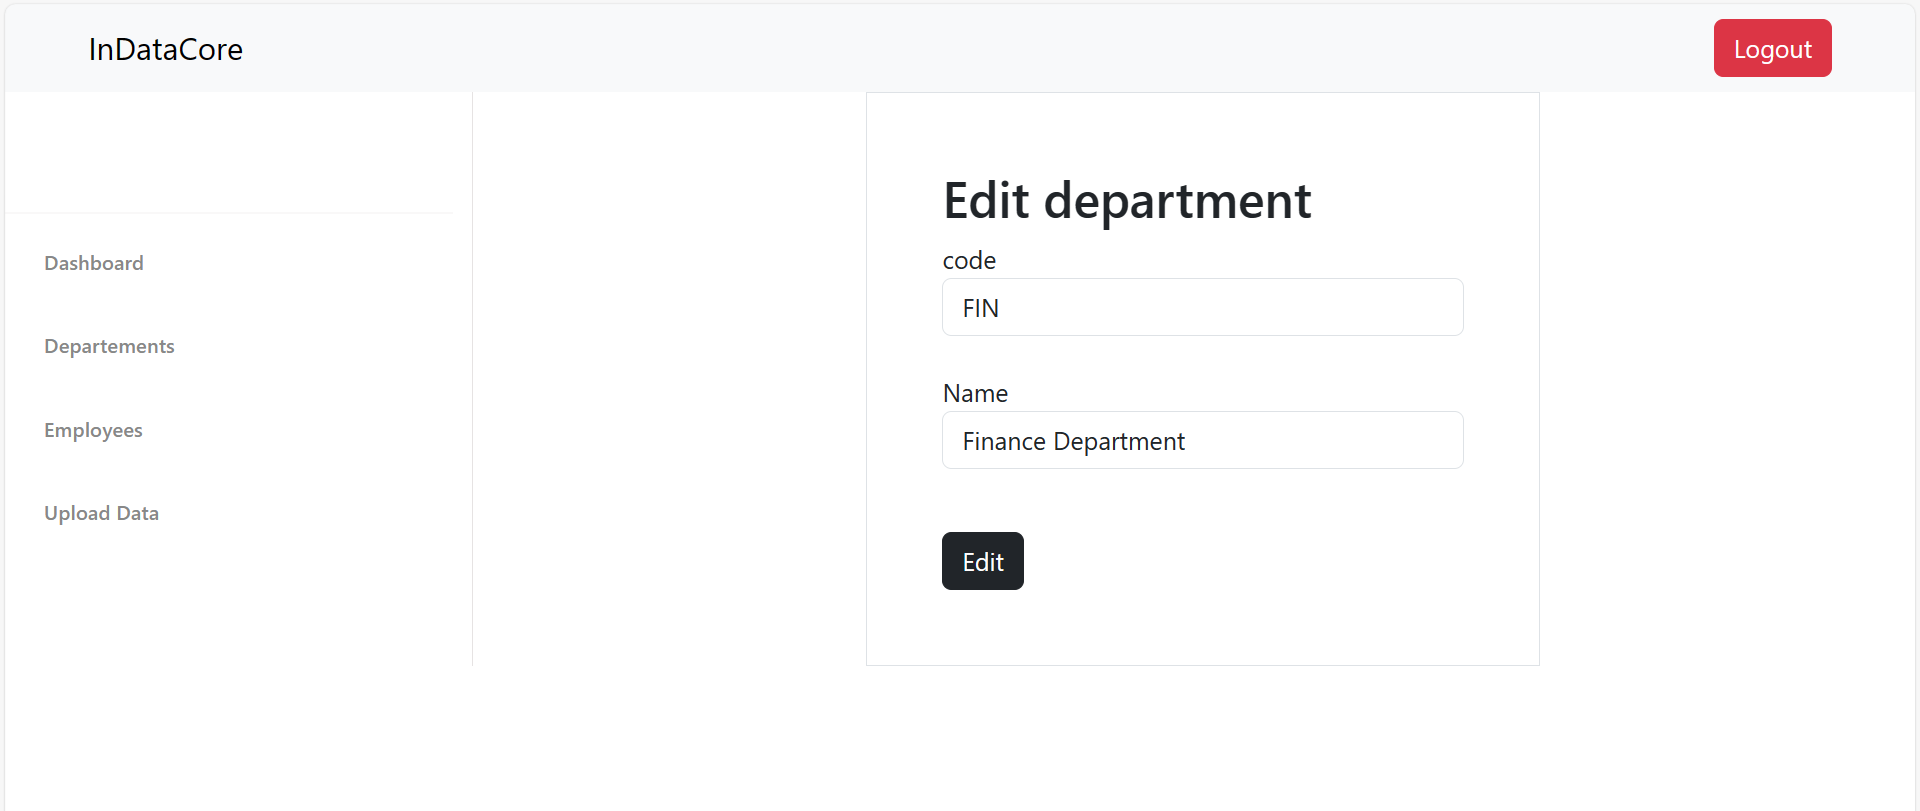 InDataCore
Logout
Dashboard
Departements
Employees
Upload Data
Edit department
code
FIN
Name
Finance Department
Edit